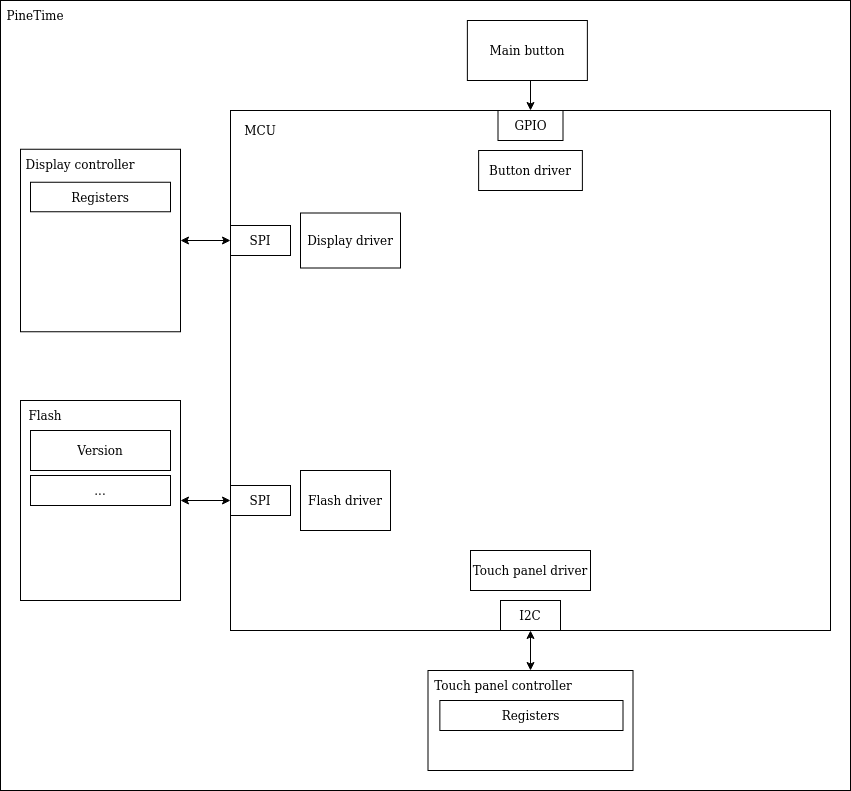 PineTime
Main button
GPIO
MCU
Button driver
Display controller
Registers
SPI
Display driver
Flash
Version
...
SPI
Flash driver
Touch panel driver
I2C
Touch panel controller
Registers